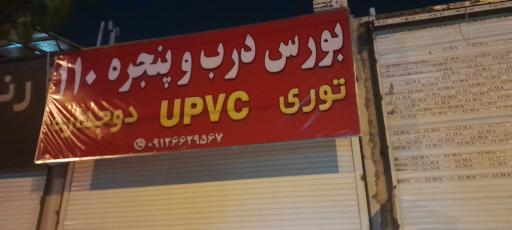 بورس درب و پنجره ۱۱۰
توری UPVC دوجداره
۰۹۱۲۶۶۲۹۵۶۷